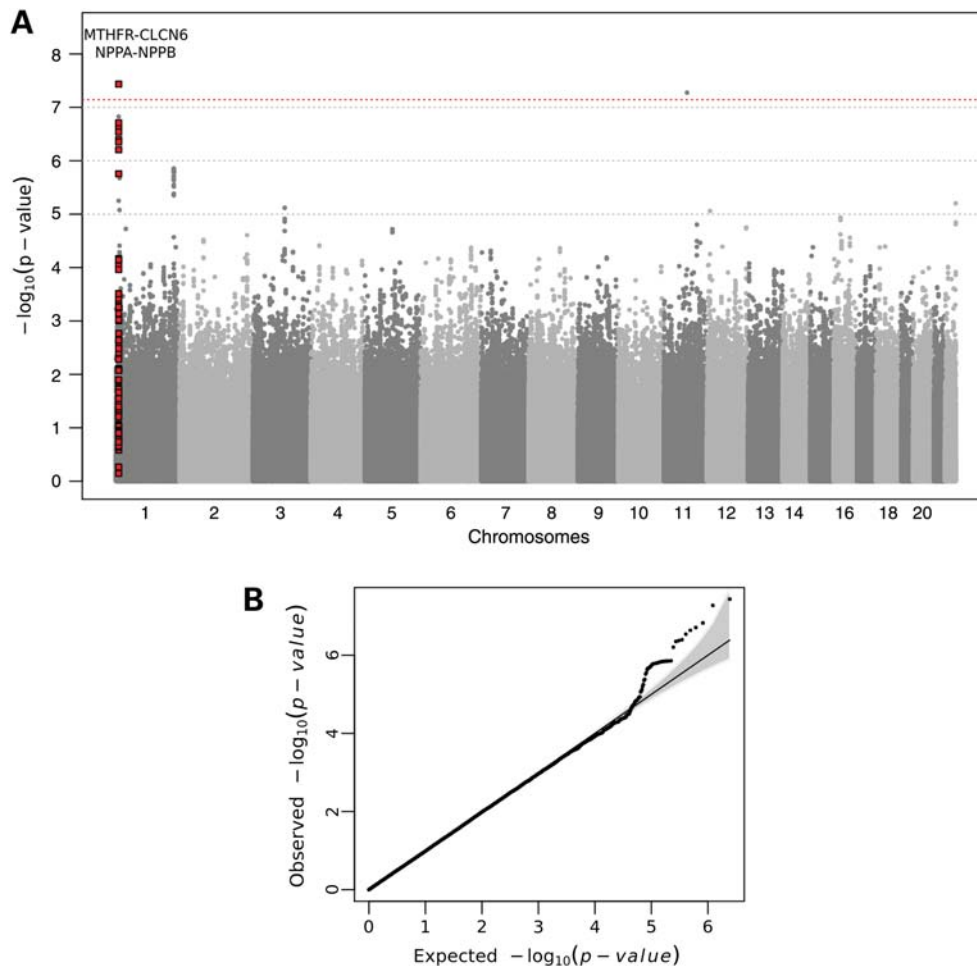 A
MTHFR-CLCN6
NPPA-NPPB
−log10(p − value)
8
7
6
5
4
3
2
1
0
1 2 3 4 5 6 7 8 9 10 11 12 13 14 16 18 20
Chromosomes
B
Observed −log10(p − value)
6
4
2
0
0 1 2 3 4 5 6
Expected −log10(p − value)